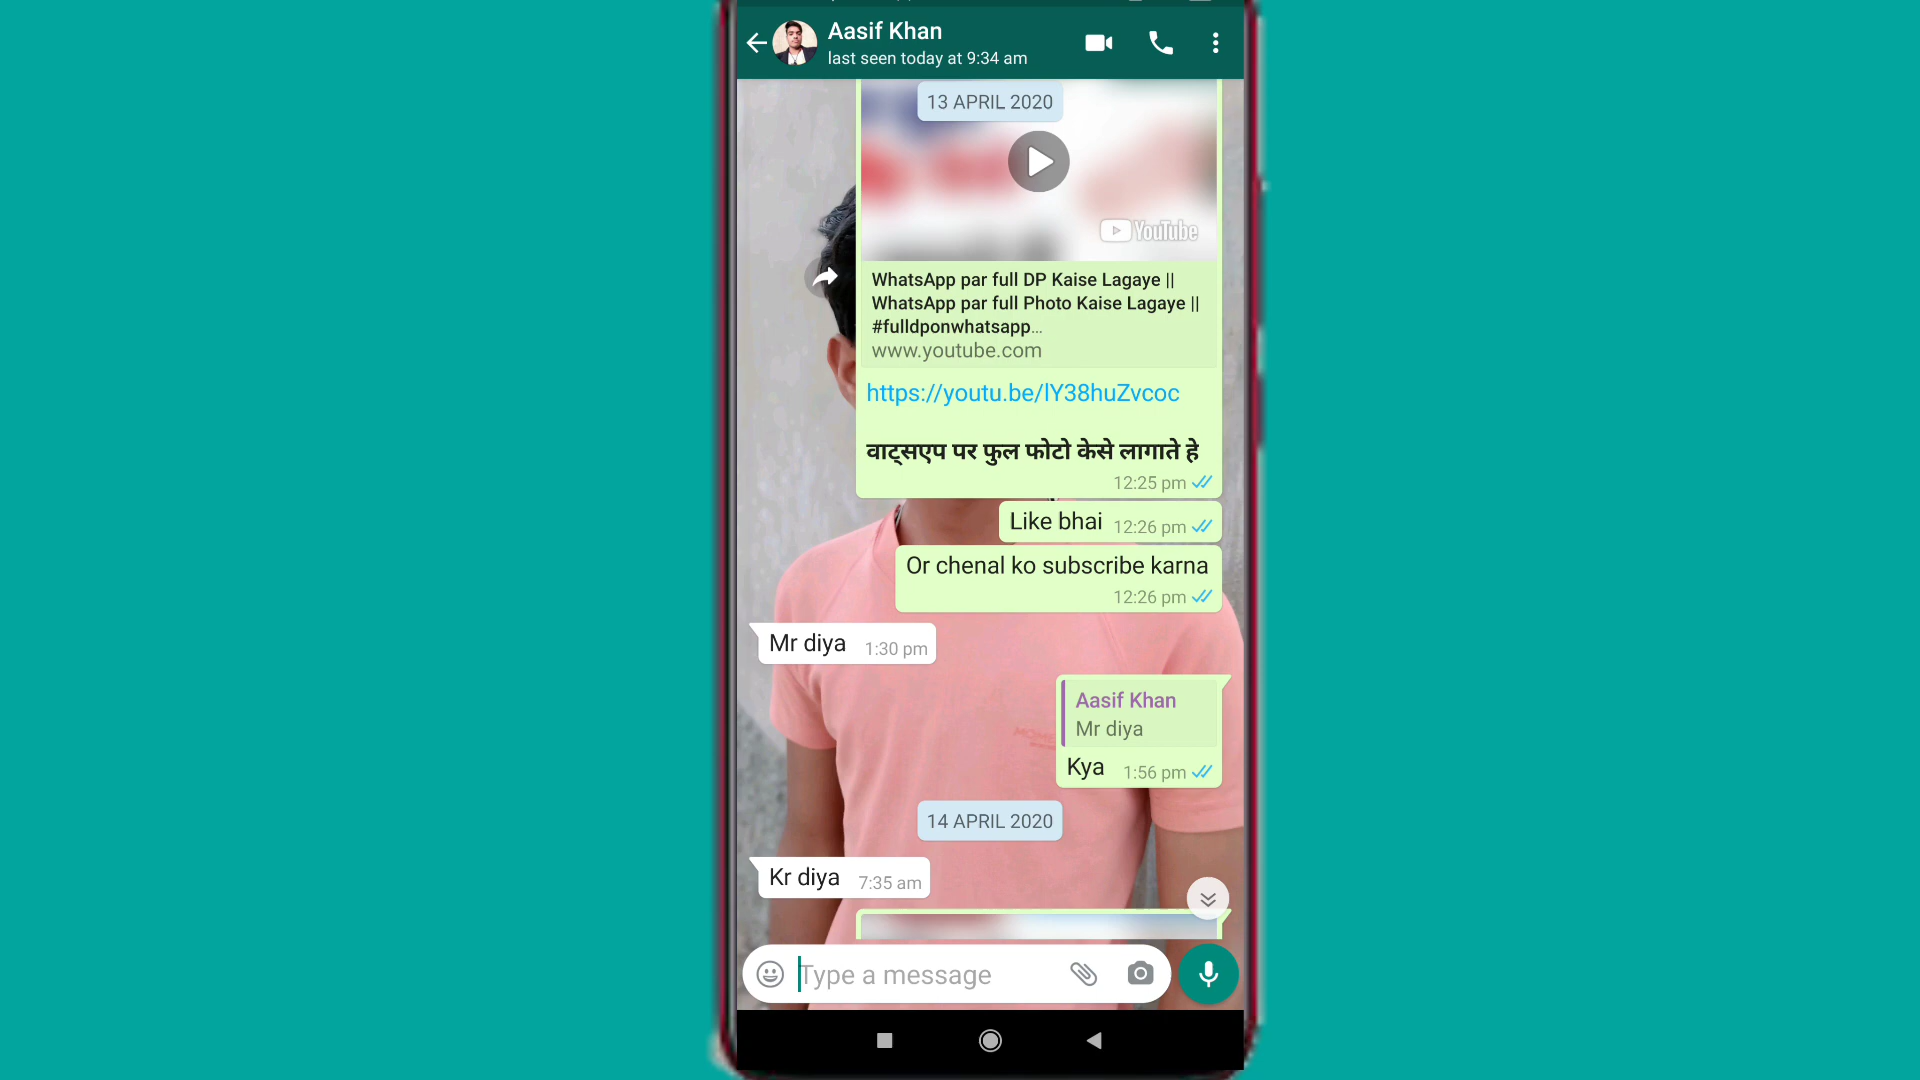 Aasif Khan
last seen today at 9:34 am
13 APRIL 2020
YouTube
WhatsApp par full DP Kaise Lagaye ||
WhatsApp par full Photo Kaise Lagaye ||
#fulldponwhatsapp...
www.youtube.com
https://youtu.be/lY38huZvcoc
वाट्सएप पर फुल फोटो केसे लागाते हे
12:25 pm
Like bhai 12:26 pm
Or chenal ko subscribe karna
12:26 pm
Mr diya 1:30 pm
Aasif Khan
Mr diya
Kya 1:56 pm
14 APRIL 2020
Kr diya 7:35 am
Type a message